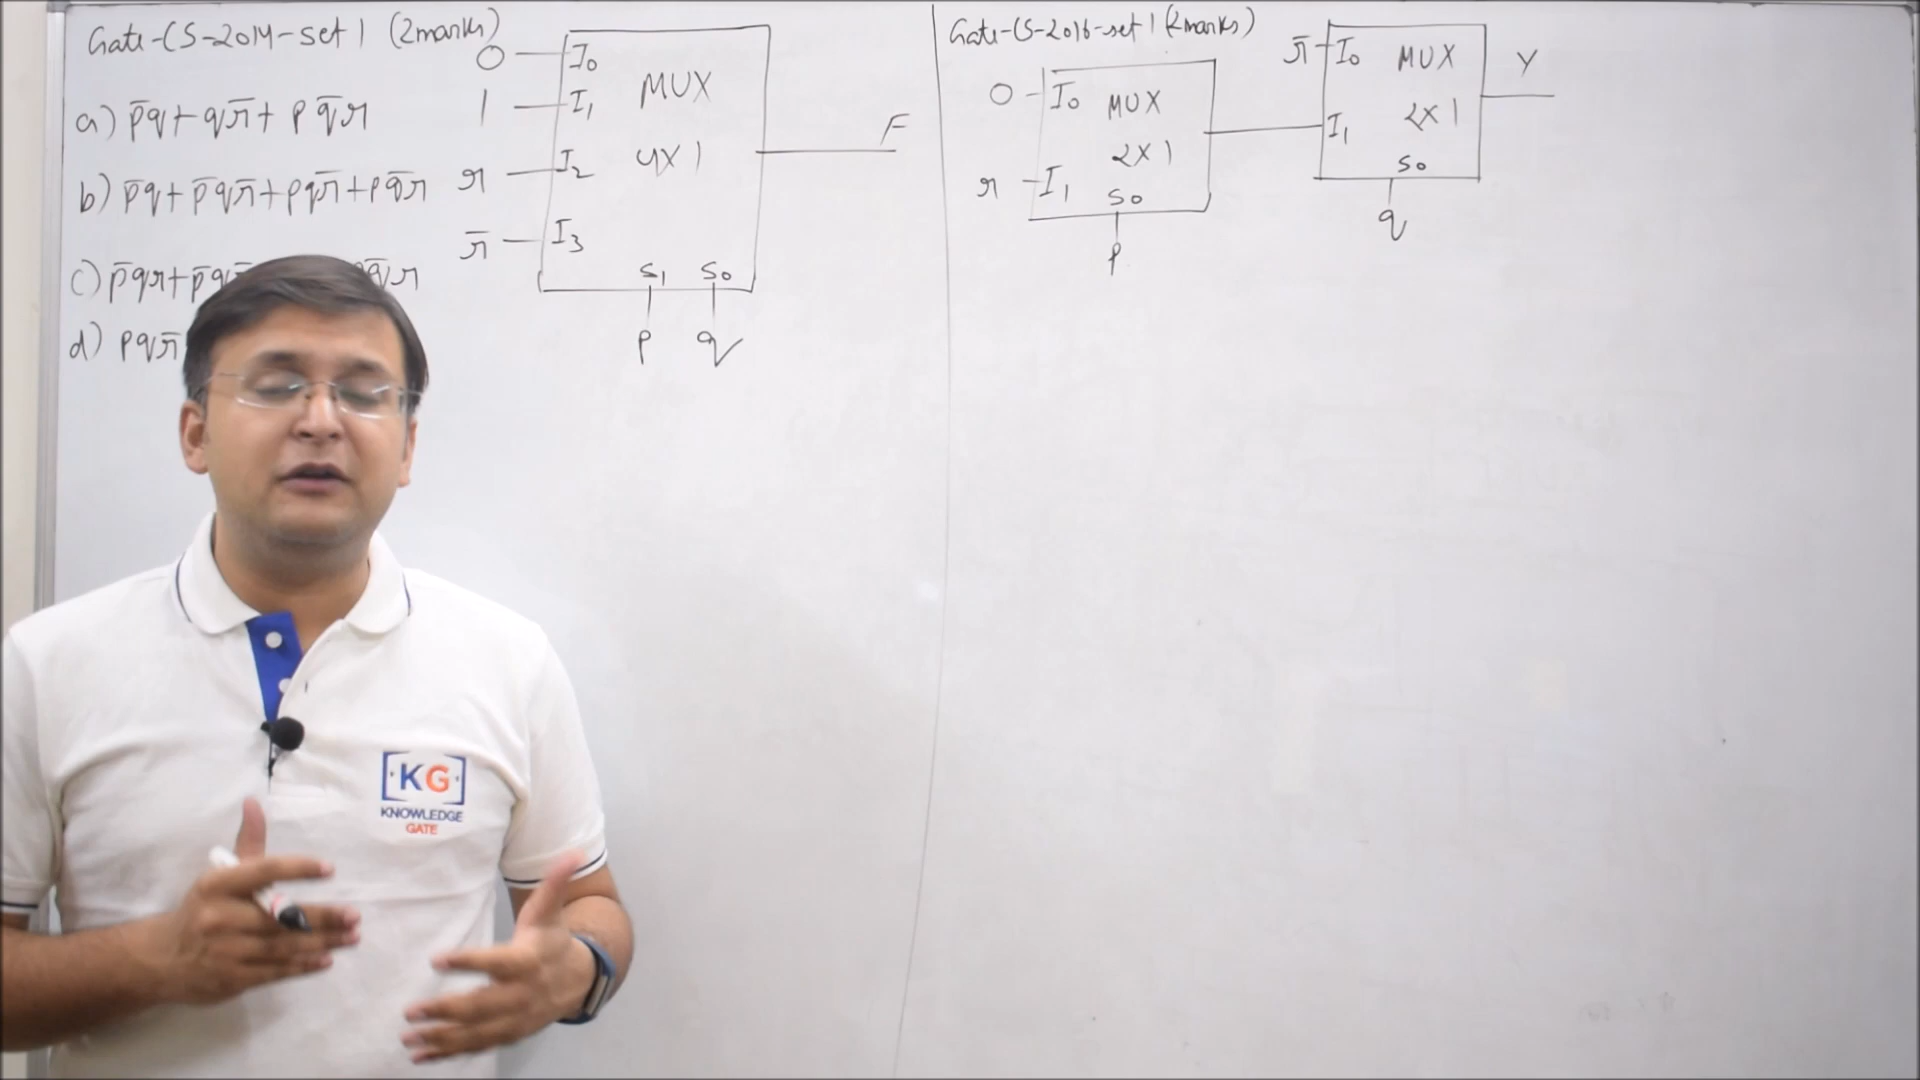 Gate-CS-2014-set 1 (2marks)
a) p̅q + qr̅ + pq̅r
b) p̅q + p̅qr̅ + pqr̅ + pq̅r
c) p̅qr + p̅q
q̅r
d) pqr̅
0 I0
1 I1
r I2
r̅ I3
MUX
4X1
S1 S0
p q
F
Gate-CS-2016-set 1 (2marks)
0 I0 MUX
2X1
r I1 S0
p
r̅ I0 MUX
2X1
I1
S0
q
Y
KG
KNOWLEDGE
GATE